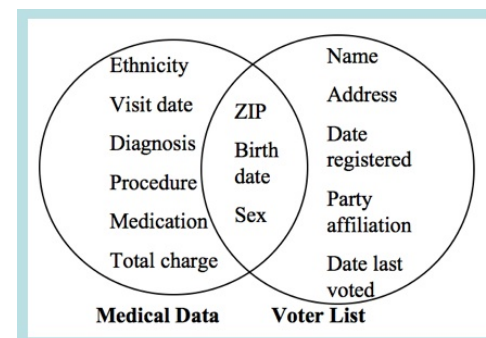 Ethnicity
Visit date
Diagnosis
Procedure
Medication
Total charge
ZIP
Birth
date
Sex
Name
Address
Date
registered
Party
affiliation
Date last
voted
Medical Data
Voter List